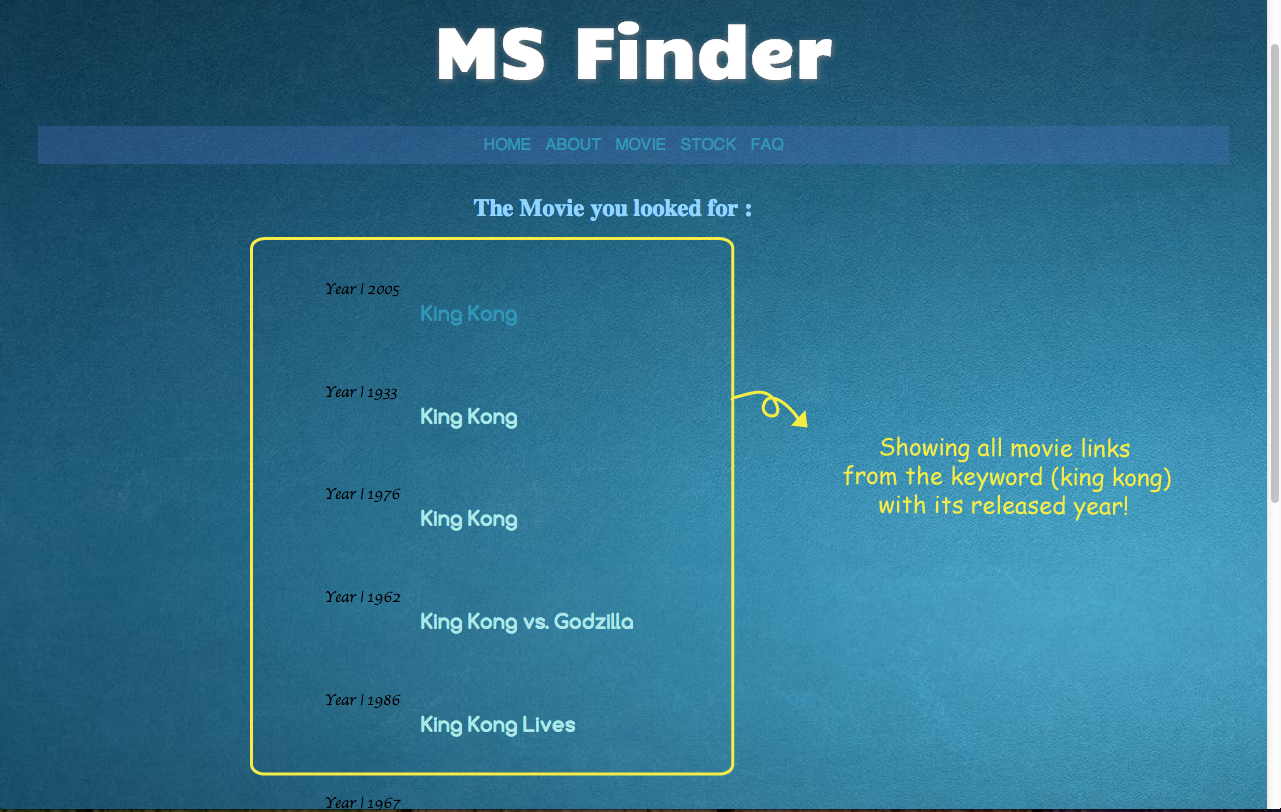 MS Finder
HOME ABOUT MOVIE STOCK FAQ
The Movie you looked for :
Year | 2005
King Kong
Year | 1933
King Kong
Year | 1976
King Kong
Year | 1962
King Kong vs. Godzilla
Year | 1986
King Kong Lives
Year | 1967
Showing all movie links
from the keyword (king kong)
with its released year!